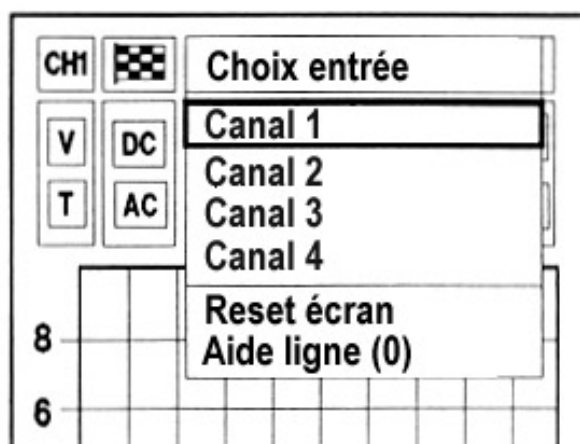 CH1
Choix entrée
V
DC
T
AC
Canal 1
Canal 2
Canal 3
Canal 4
Reset écran
Aide ligne (0)
8
6